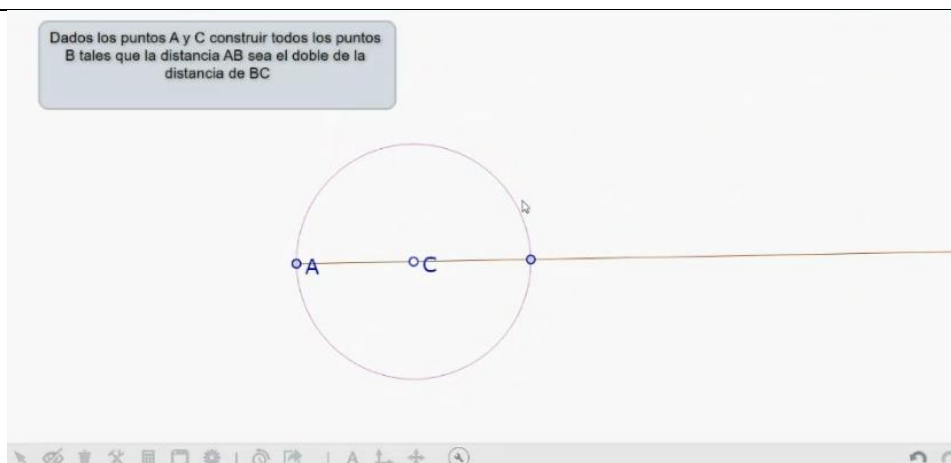 Dados los puntos A y C construir todos los puntos
B tales que la distancia AB sea el doble de la
distancia de BC
A
C
A